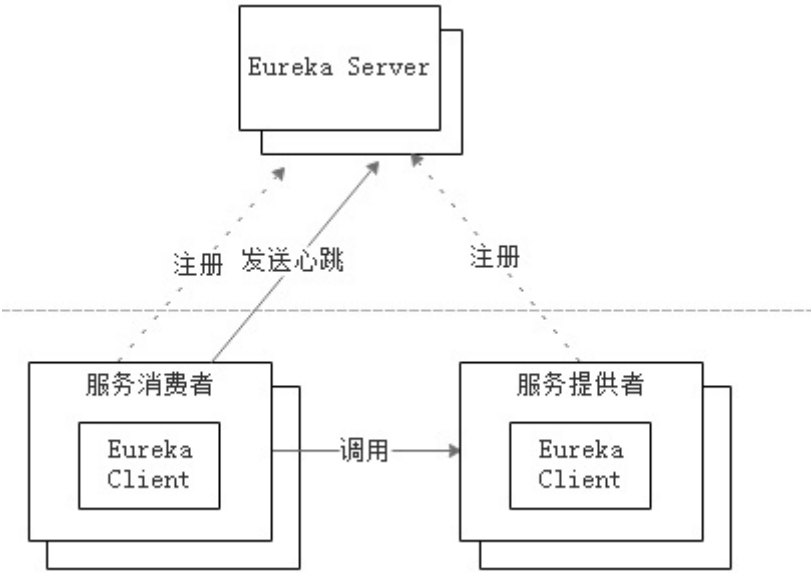 Eureka Server
注册
发送心跳
注册
服务消费者
服务提供者
Eureka
Client
调用
Eureka
Client